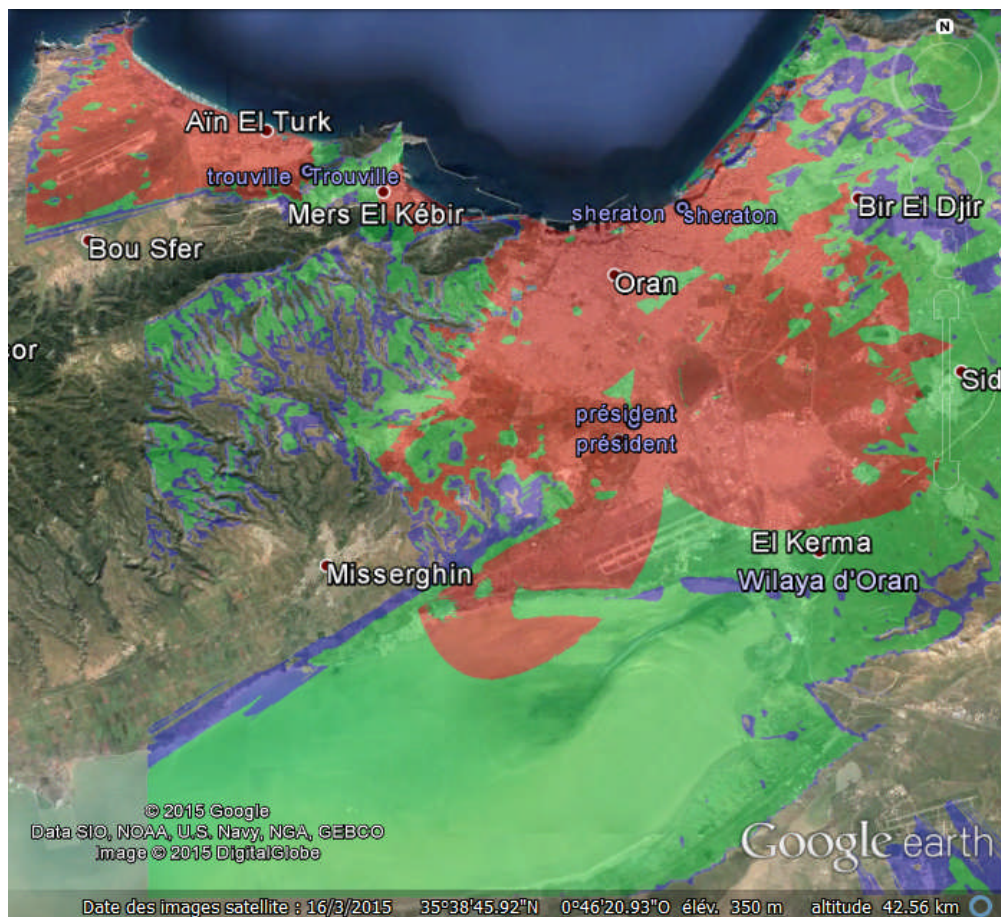 N
Aïn El Turk
trouville Trouville
Mers El Kébir
sheraton sheraton
Bir El Djir
Bou Sfer
Oran
cor
Sid
président
président
El Kerma
Misserghin
Wilaya d'Oran
© 2015 Google
Data SIO, NOAA, U.S. Navy, NGA, GEBCO
Image © 2015 DigitalGlobe
Google earth
Date des images satellite : 16/3/2015 35°38'45.92"N 0°46'20.93"O élév. 350 m altitude 42.56 km